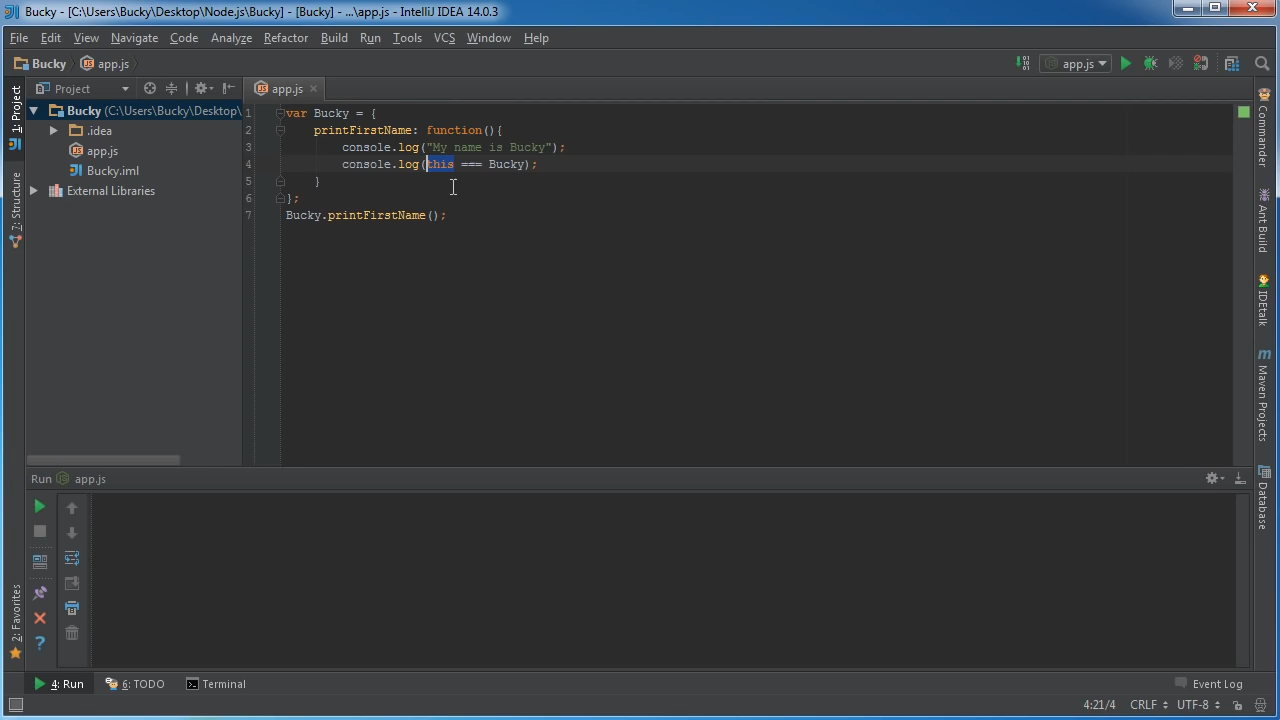 Bucky - [C:\Users\Bucky\Desktop\Node.js\Bucky] - [Bucky] - ...\app.js - IntelliJ IDEA 14.0.3
File Edit View Navigate Code Analyze Refactor Build Run Tools VCS Window Help
Bucky app.js app.js
Project app.js
1: Project
7: Structure
2: Favorites
Bucky (C:\Users\Bucky\Desktop\
.idea
app.js
Bucky.iml
External Libraries
1 var Bucky = {
2 printFirstName: function(){
3 console.log("My name is Bucky");
4 console.log(this === Bucky);
5 }
6 };
7 Bucky.printFirstName();
Commander
Ant Build
IDEtalk
m Maven Projects
Database
Run app.js
4: Run 6: TODO Terminal Event Log
4:21/4 CRLF UTF-8